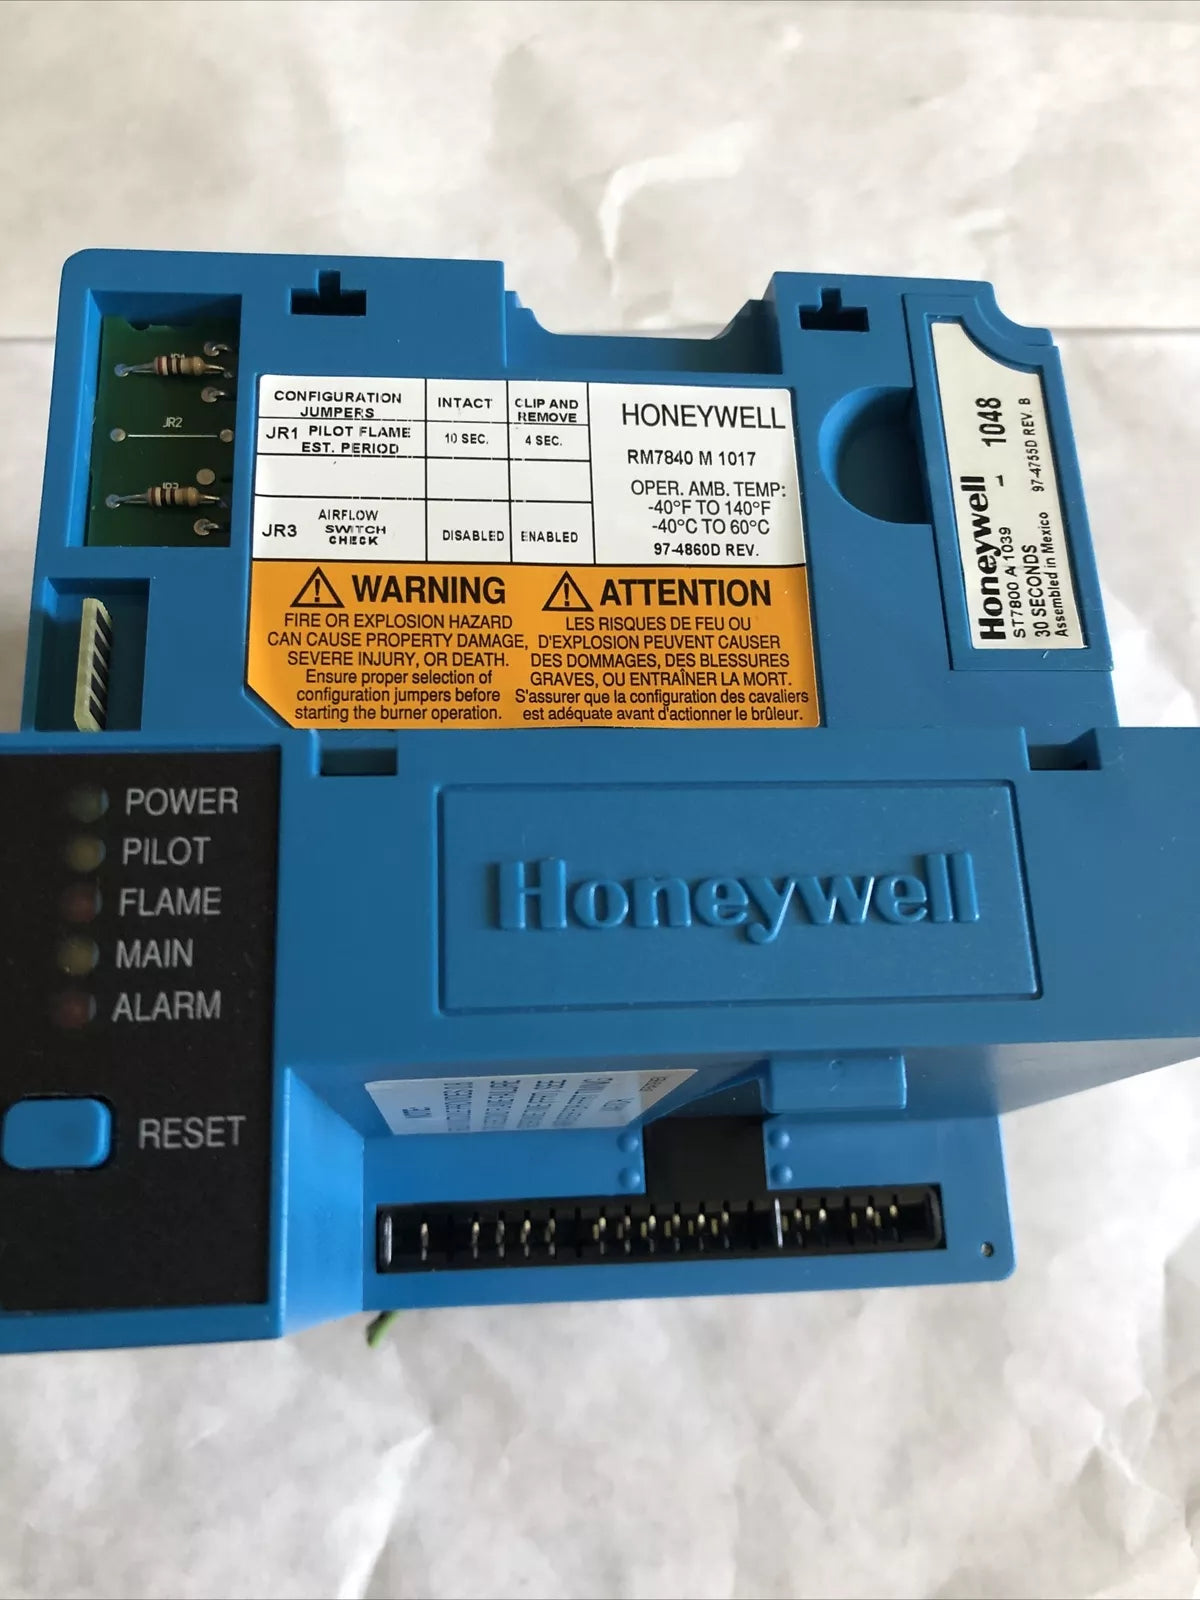 CONFIGURATION JUMPERS INTACT CLIP AND REMOVE
JR1 PILOT FLAME EST. PERIOD 10 SEC. 4 SEC.
JR3 AIRFLOW SWITCH CHECK DISABLED ENABLED
HONEYWELL
RM7840 M 1017
OPER. AMB. TEMP:
-40°F TO 140°F
-40°C TO 60°C
97-4860D REV.
WARNING
FIRE OR EXPLOSION HAZARD
CAN CAUSE PROPERTY DAMAGE,
SEVERE INJURY, OR DEATH.
Ensure proper selection of
configuration jumpers before
starting the burner operation.
ATTENTION
LES RISQUES DE FEU OU
D'EXPLOSION PEUVENT CAUSER
DES DOMMAGES, DES BLESSURES
GRAVES, OU ENTRAÎNER LA MORT.
S'assurer que la configuration des cavaliers
est adéquate avant d'actionner le brûleur.
JR2
Honeywell 1048
ST7800 A 1039
30 SECONDS 97-4755D REV. B
Assembled in Mexico
POWER
PILOT
FLAME
MAIN
ALARM
RESET
Honeywell